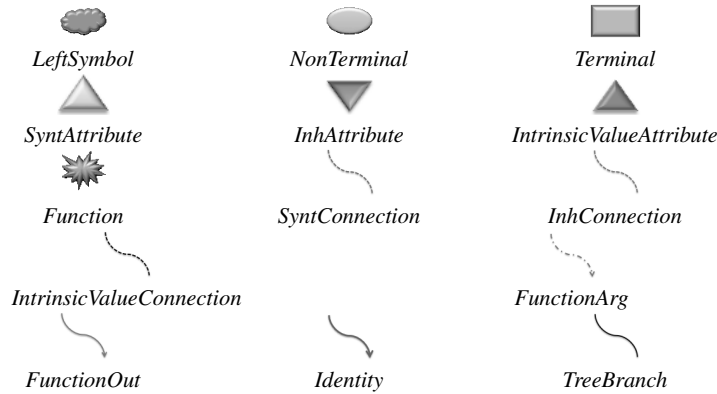 LeftSymbol NonTerminal Terminal
SyntAttribute InhAttribute IntrinsicValueAttribute
Function SyntConnection InhConnection
IntrinsicValueConnection FunctionArg
FunctionOut Identity TreeBranch